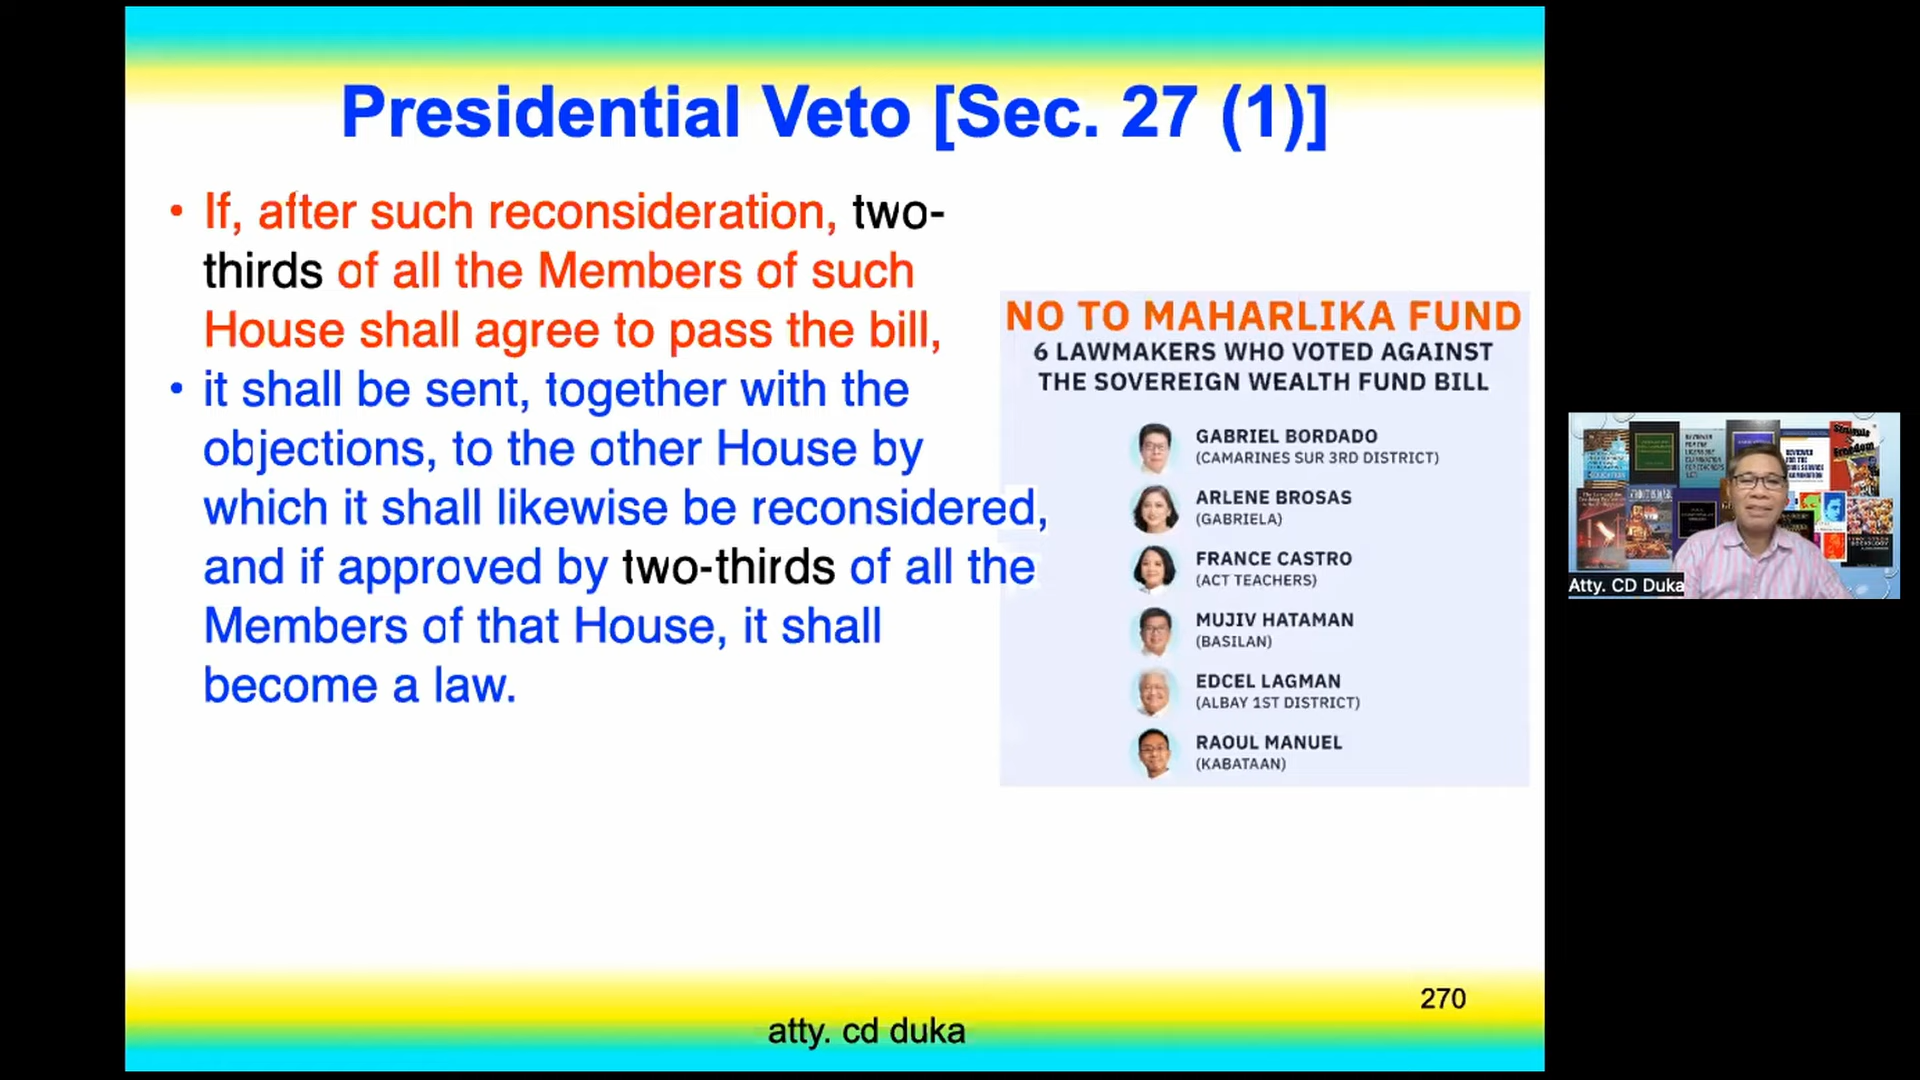 Presidential Veto [Sec. 27 (1)]
• If, after such reconsideration, two-
thirds of all the Members of such
House shall agree to pass the bill,
• it shall be sent, together with the
objections, to the other House by
which it shall likewise be reconsidered,
and if approved by two-thirds of all the
Members of that House, it shall
become a law.
NO TO MAHARLIKA FUND
6 LAWMAKERS WHO VOTED AGAINST
THE SOVEREIGN WEALTH FUND BILL
GABRIEL BORDADO
(CAMARINES SUR 3RD DISTRICT)
ARLENE BROSAS
(GABRIELA)
FRANCE CASTRO
(ACT TEACHERS)
MUJIV HATAMAN
(BASILAN)
EDCEL LAGMAN
(ALBAY 1ST DISTRICT)
RAOUL MANUEL
(KABATAAN)
270
atty. cd duka
Atty. CD Duka